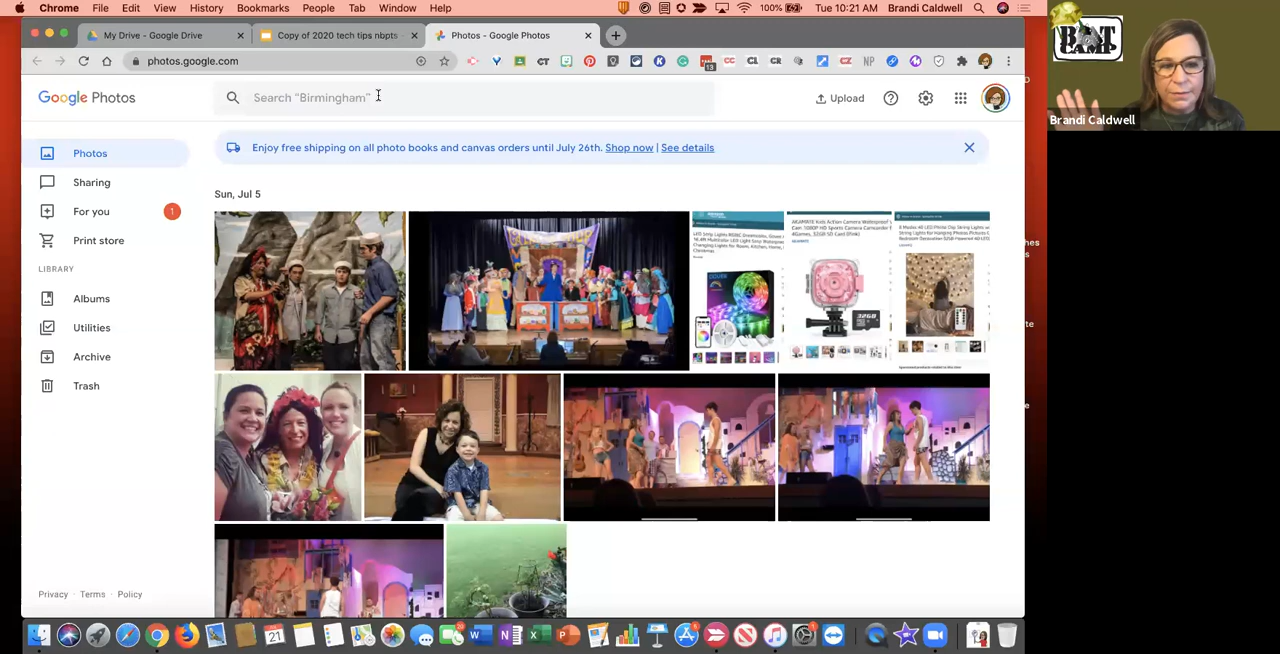 Chrome File Edit View History Bookmarks People Tab Window Help 100% Tue 10:21 AM Brandi Caldwell
My Drive - Google Drive Copy of 2020 tech tips nbpts - Photos - Google Photos
photos.google.com
Google Photos
Search "Birmingham"
Upload
Enjoy free shipping on all photo books and canvas orders until July 26th. Shop now | See details
Photos
Sharing
For you 1
Print store
LIBRARY
Albums
Utilities
Archive
Trash
Sun, Jul 5
Privacy · Terms · Policy
BOOT
CAMP
Brandi Caldwell